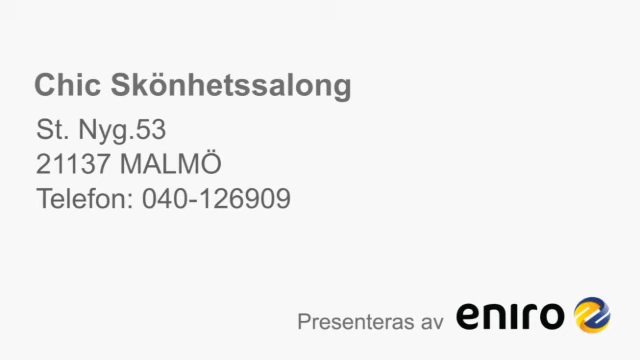 Chic Skönhetssalong
St. Nyg.53
21137 MALMÖ
Telefon: 040-126909
Presenteras av eniro